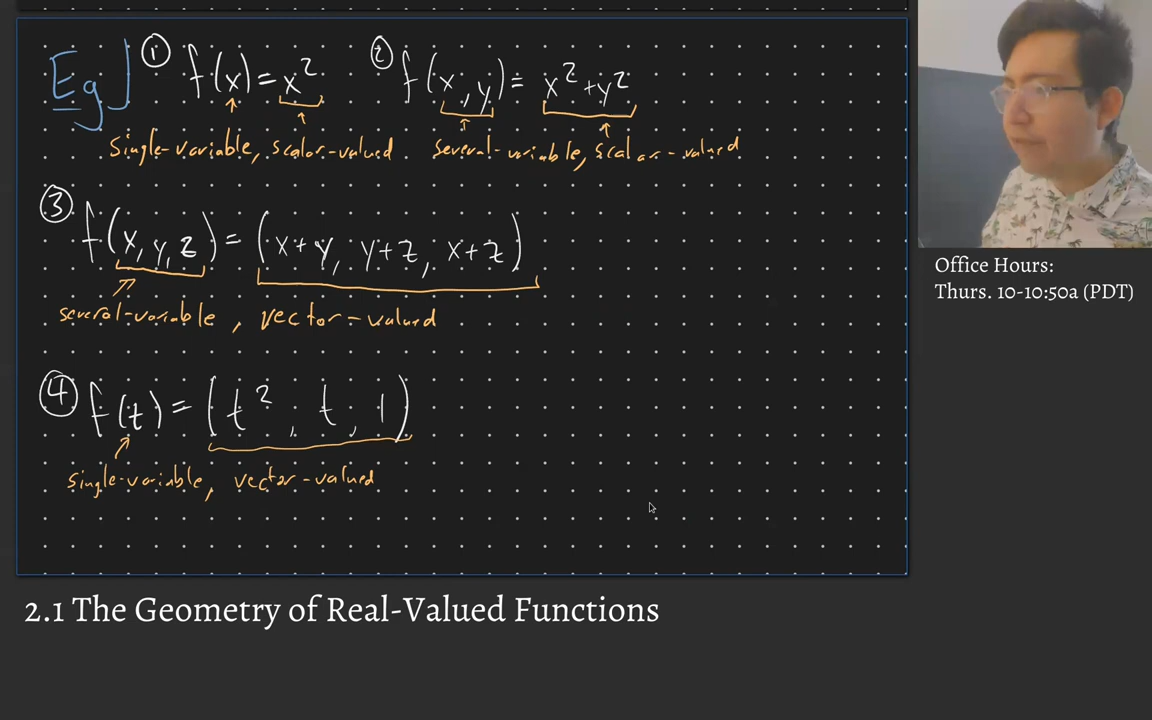 Eg] ① f(x) = x² ② f(x, y) = x² + y²
single-variable, scalar-valued several-variable, scalar-valued
③ f(x, y, z) = (x+y, y+z, x+z)
several-variable, vector-valued
④ f(t) = (t², t, 1)
single-variable, vector-valued
2.1 The Geometry of Real-Valued Functions
Office Hours:
Thurs. 10-10:50a (PDT)